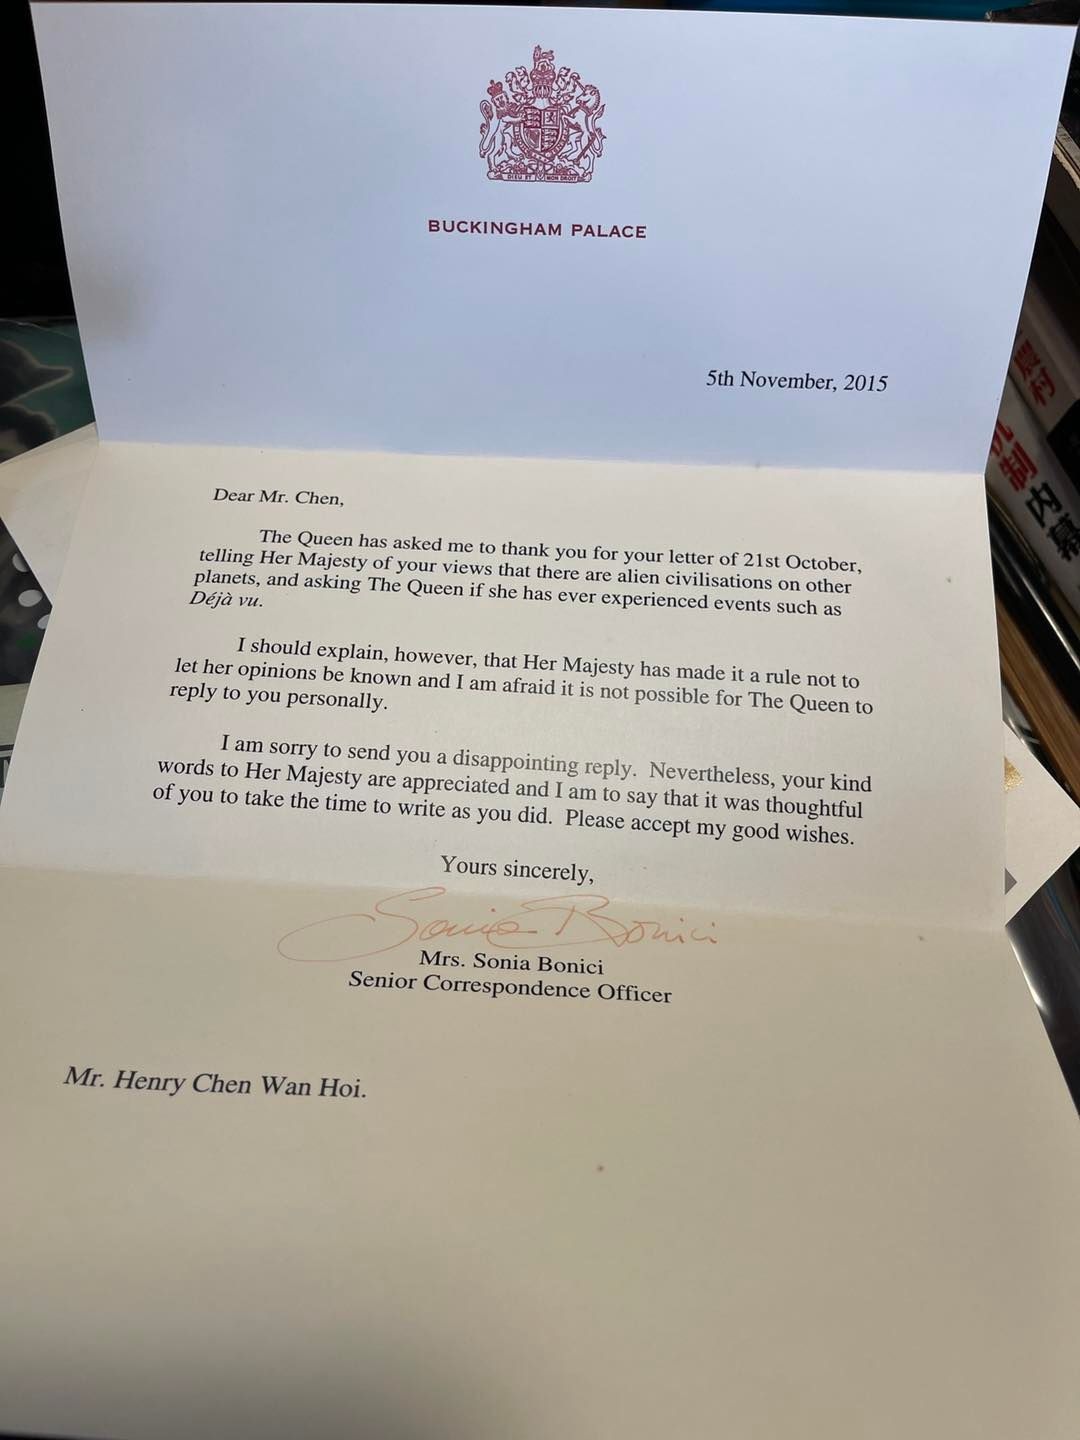 DIEU ET MON DROIT
BUCKINGHAM PALACE
5th November, 2015
Dear Mr. Chen,
The Queen has asked me to thank you for your letter of 21st October,
telling Her Majesty of your views that there are alien civilisations on other
planets, and asking The Queen if she has ever experienced events such as
Déjà vu.
I should explain, however, that Her Majesty has made it a rule not to
let her opinions be known and I am afraid it is not possible for The Queen to
reply to you personally.
I am sorry to send you a disappointing reply. Nevertheless, your kind
words to Her Majesty are appreciated and I am to say that it was thoughtful
of you to take the time to write as you did. Please accept my good wishes.
Yours sincerely,
Sonia Bonici
Mrs. Sonia Bonici
Senior Correspondence Officer
Mr. Henry Chen Wan Hoi.